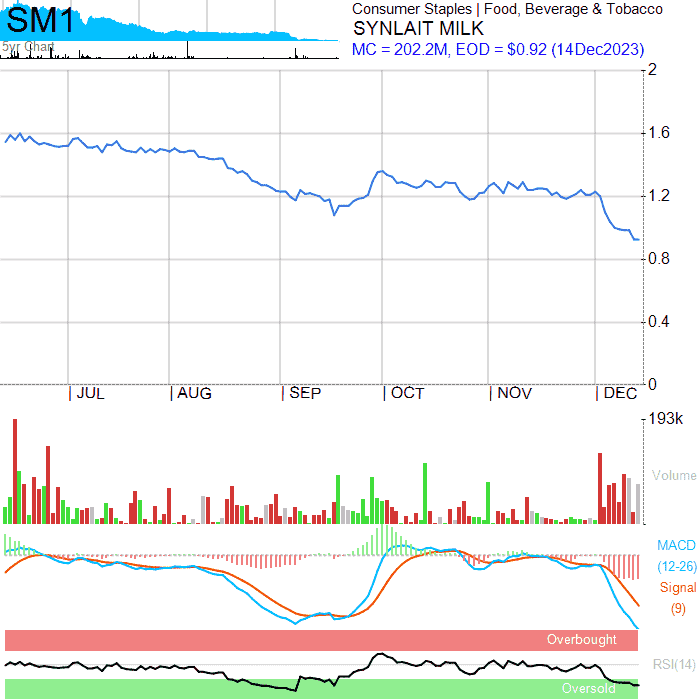 SM1
5yr Chart
Consumer Staples | Food, Beverage & Tobacco
SYNLAIT MILK
MC = 202.2M, EOD = $0.92 (14Dec2023)
2
1.6
1.2
0.8
0.4
0
JUL
AUG
SEP
OCT
NOV
DEC
193k
Volume
MACD
(12-26)
Signal
(9)
Overbought
RSI(14)
Oversold